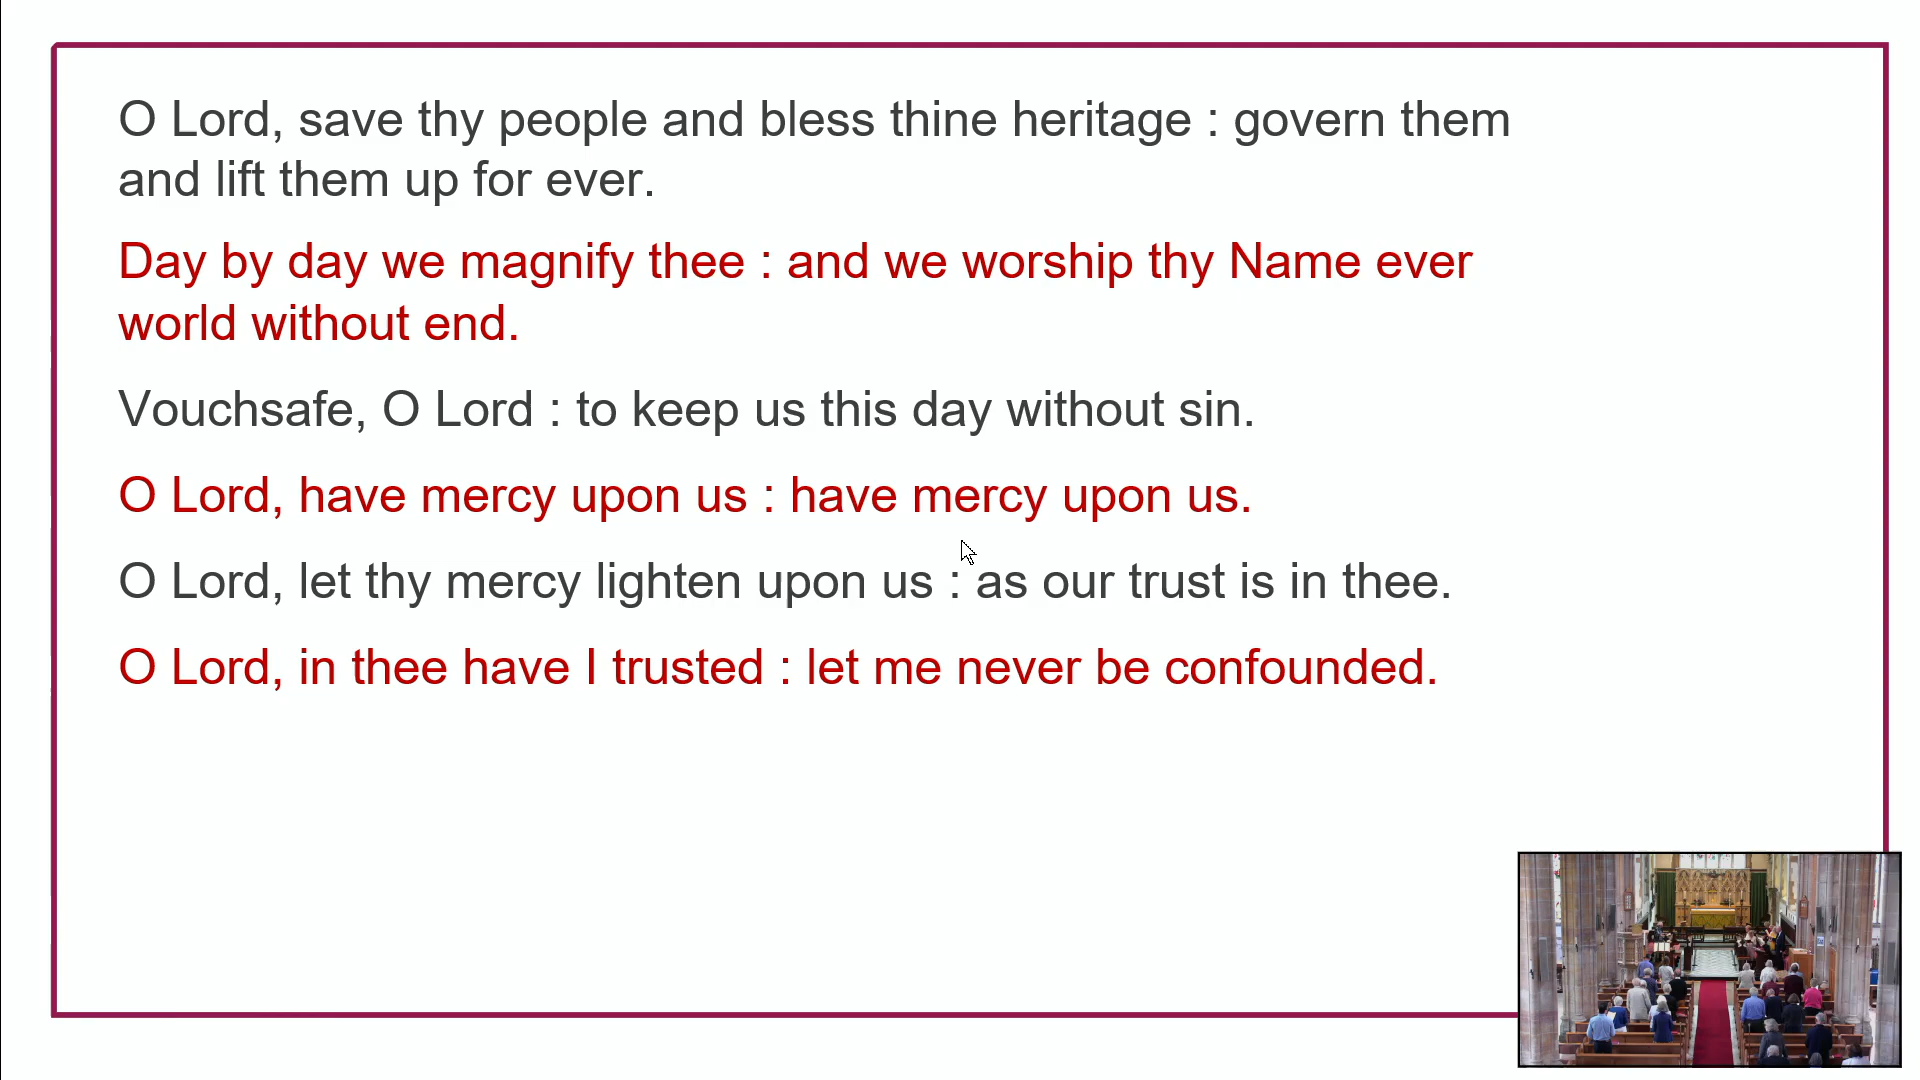 O Lord, save thy people and bless thine heritage : govern them
and lift them up for ever.
Day by day we magnify thee : and we worship thy Name ever
world without end.
Vouchsafe, O Lord : to keep us this day without sin.
O Lord, have mercy upon us : have mercy upon us.
O Lord, let thy mercy lighten upon us : as our trust is in thee.
O Lord, in thee have I trusted : let me never be confounded.